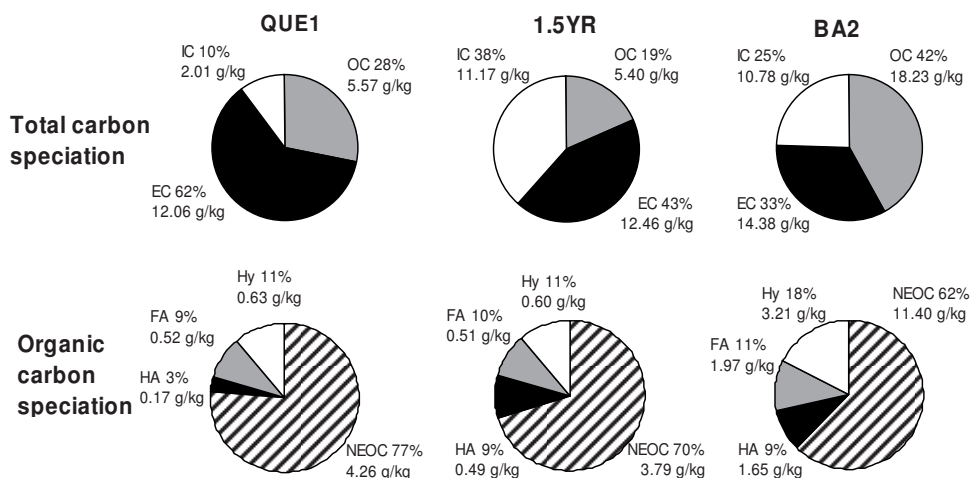 QUE1
1.5YR
BA2
Total carbon
speciation
IC 10%
2.01 g/kg
OC 28%
5.57 g/kg
EC 62%
12.06 g/kg
IC 38%
11.17 g/kg
OC 19%
5.40 g/kg
EC 43%
12.46 g/kg
IC 25%
10.78 g/kg
OC 42%
18.23 g/kg
EC 33%
14.38 g/kg
Organic
carbon
speciation
Hy 11%
0.63 g/kg
FA 9%
0.52 g/kg
HA 3%
0.17 g/kg
NEOC 77%
4.26 g/kg
Hy 11%
0.60 g/kg
FA 10%
0.51 g/kg
HA 9%
0.49 g/kg
NEOC 70%
3.79 g/kg
Hy 18%
3.21 g/kg
NEOC 62%
11.40 g/kg
FA 11%
1.97 g/kg
HA 9%
1.65 g/kg